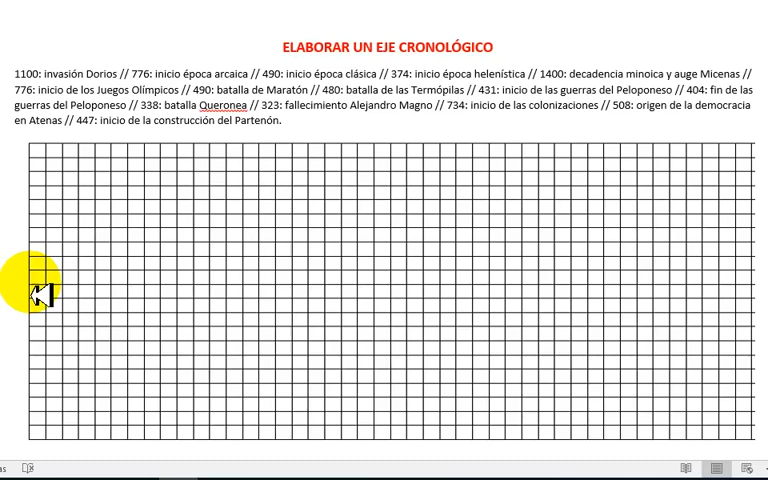 ELABORAR UN EJE CRONOLÓGICO
1100: invasión Dorios // 776: inicio época arcaica // 490: inicio época clásica // 374: inicio época helenística // 1400: decadencia minoica y auge Micenas //
776: inicio de los Juegos Olímpicos // 490: batalla de Maratón // 480: batalla de las Termópilas // 431: inicio de las guerras del Peloponeso // 404: fin de las
guerras del Peloponeso // 338: batalla Queronea // 323: fallecimiento Alejandro Magno // 734: inicio de las colonizaciones // 508: origen de la democracia
en Atenas // 447: inicio de la construcción del Partenón.
as